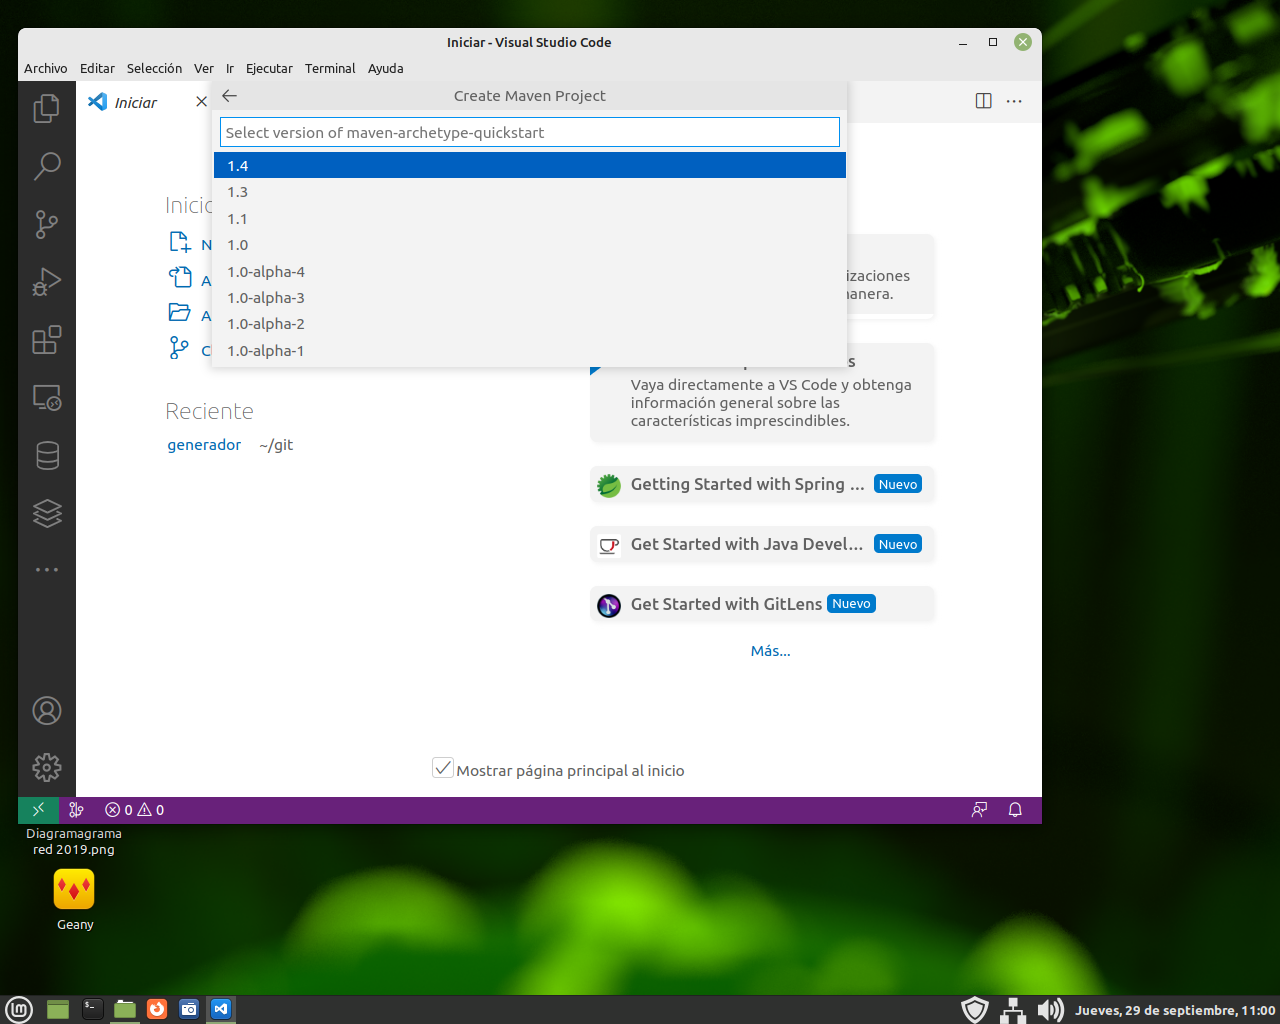 Iniciar - Visual Studio Code
Archivo Editar Selección Ver Ir Ejecutar Terminal Ayuda
Iniciar
Create Maven Project
Select version of maven-archetype-quickstart
1.4
1.3
1.1
1.0
1.0-alpha-4
1.0-alpha-3
1.0-alpha-2
1.0-alpha-1
Inicio
N
A
A
C
izaciones
anera.
s
Vaya directamente a VS Code y obtenga
información general sobre las
características imprescindibles.
Reciente
generador ~/git
Getting Started with Spring ... Nuevo
Get Started with Java Devel... Nuevo
Get Started with GitLens Nuevo
Más...
Mostrar página principal al inicio
0 0
Diagramagrama
red 2019.png
Geany
Jueves, 29 de septiembre, 11:00